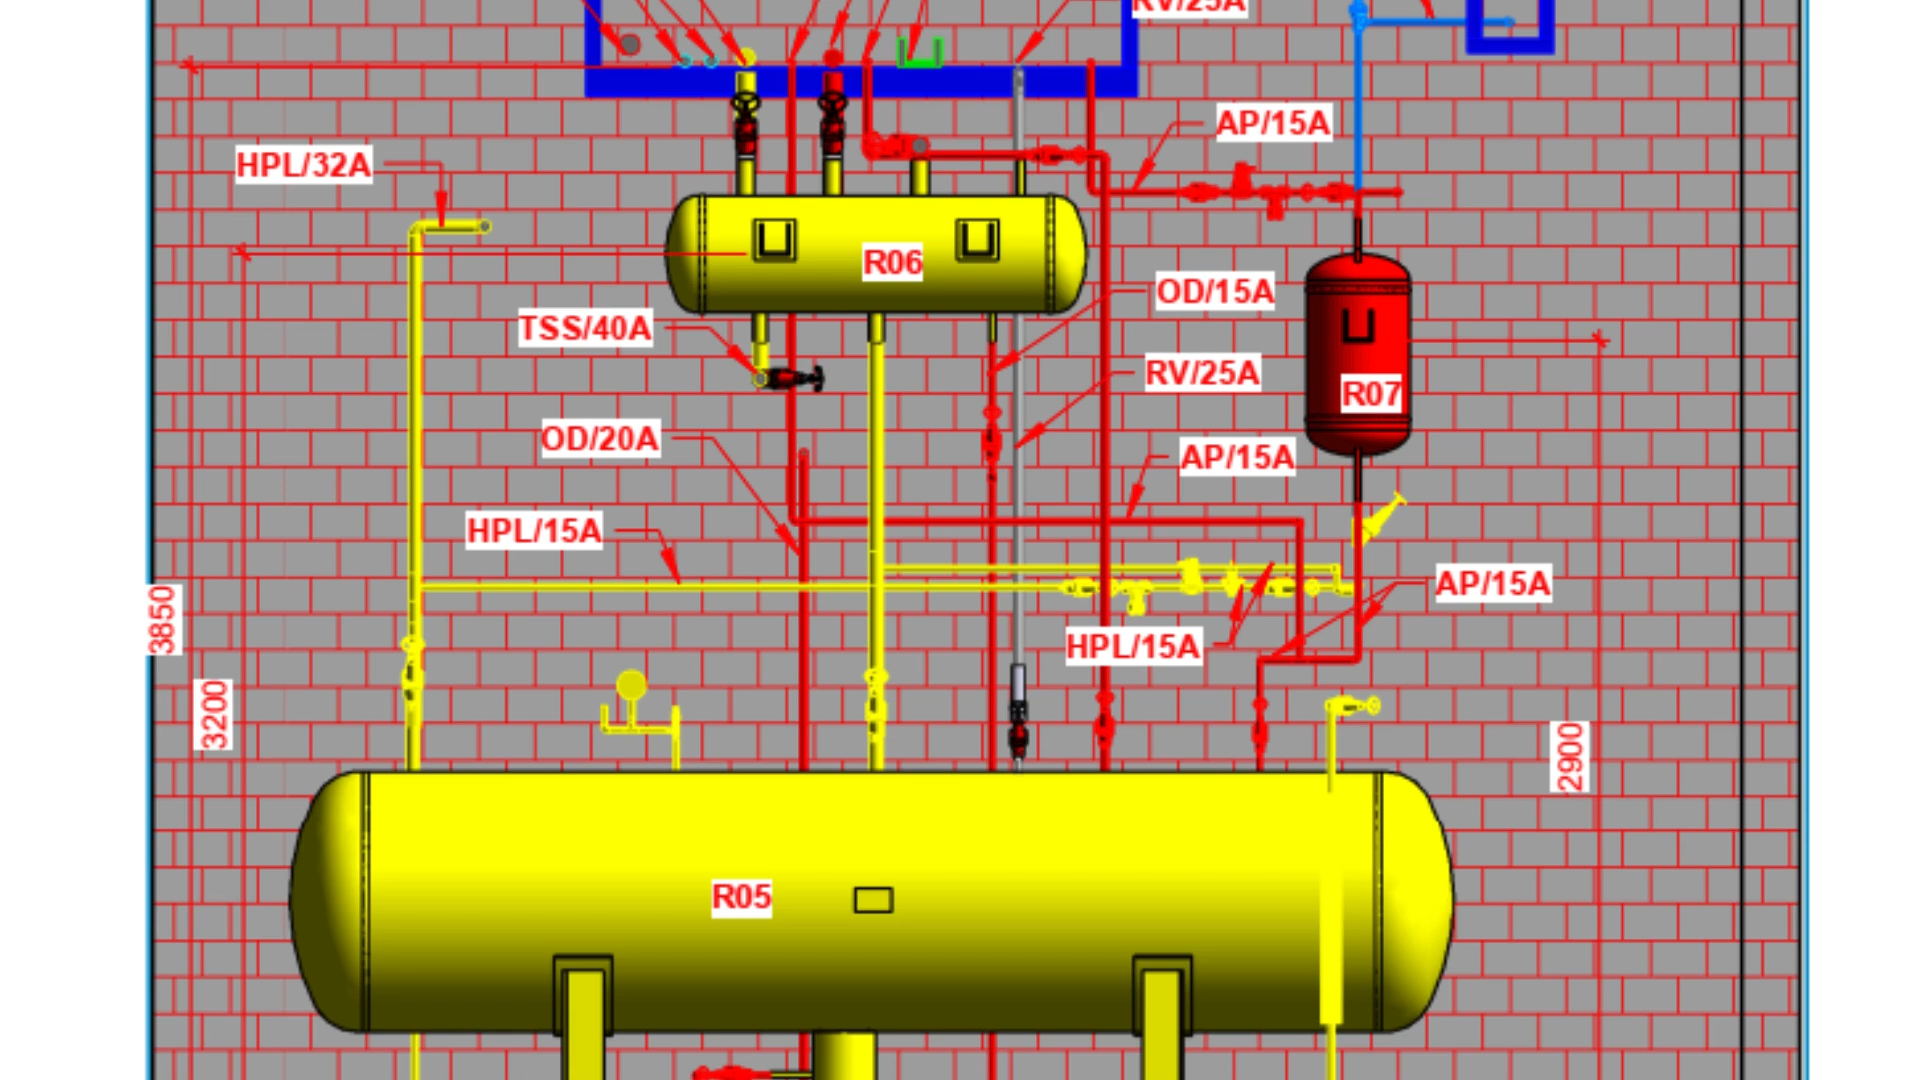 RV/25A
AP/15A
HPL/32A
R06
OD/15A
TSS/40A
RV/25A
R07
OD/20A
AP/15A
HPL/15A
AP/15A
3850
HPL/15A
3200
2900
R05